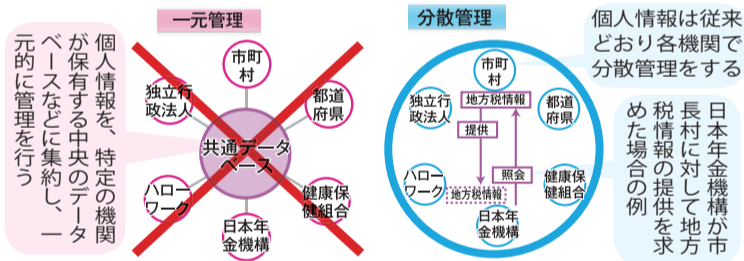 一元管理
個人情報を、特定の機関
が保有する中央のデータ
ベースなどに集約し、一
元的に管理を行う
市町
村
独立行
政法人
都道
府県
共通データ
ベース
ハロー
ワーク
健康保
健組合
日本年
金機構
分散管理
個人情報は従来
どおり各機関で
分散管理をする
市町
村
独立行
政法人
地方税情報
都道
府県
提供
照会
ハロー
ワーク
地方税情報
健康保
健組合
日本年
金機構
日本年金機構が市
長村に対して地方
税情報の提供を求
めた場合の例